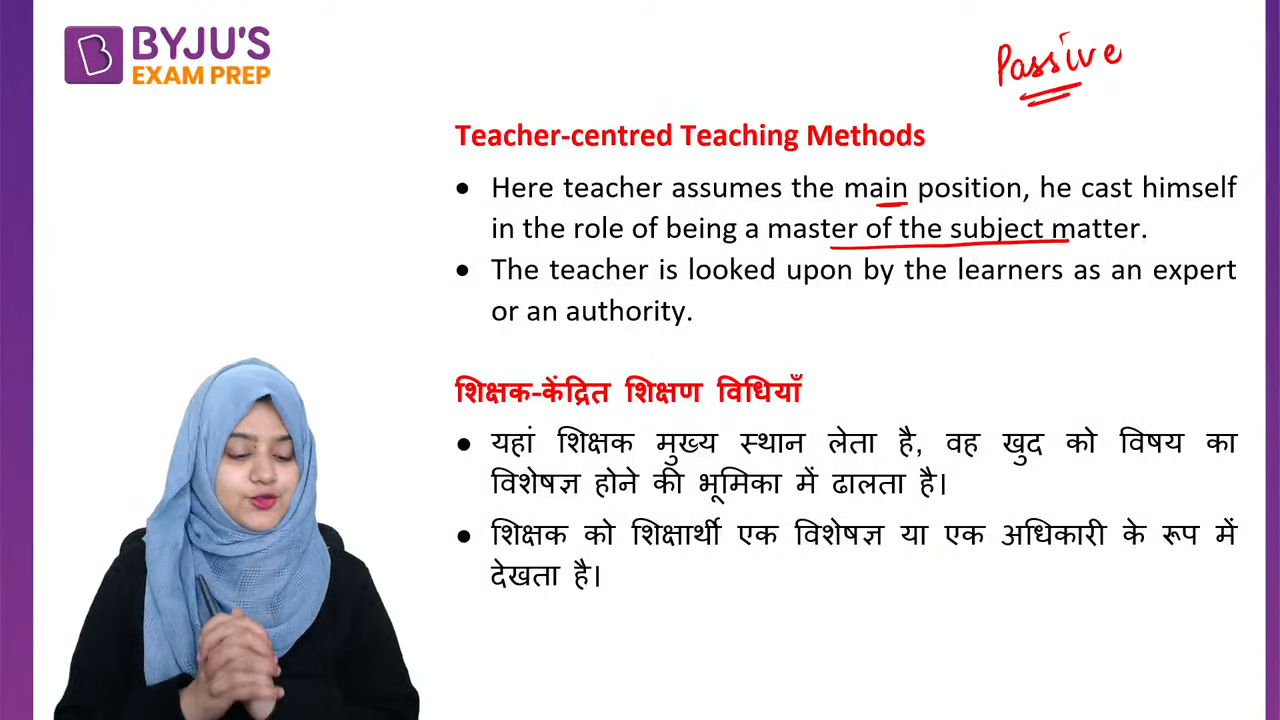 BYJU'S
EXAM PREP
Passive
Teacher-centred Teaching Methods
• Here teacher assumes the main position, he cast himself
in the role of being a master of the subject matter.
• The teacher is looked upon by the learners as an expert
or an authority.
शिक्षक-केंद्रित शिक्षण विधियाँ
• यहां शिक्षक मुख्य स्थान लेता है, वह खुद को विषय का
विशेषज्ञ होने की भूमिका में ढालता है।
• शिक्षक को शिक्षार्थी एक विशेषज्ञ या एक अधिकारी के रूप में
देखता है।